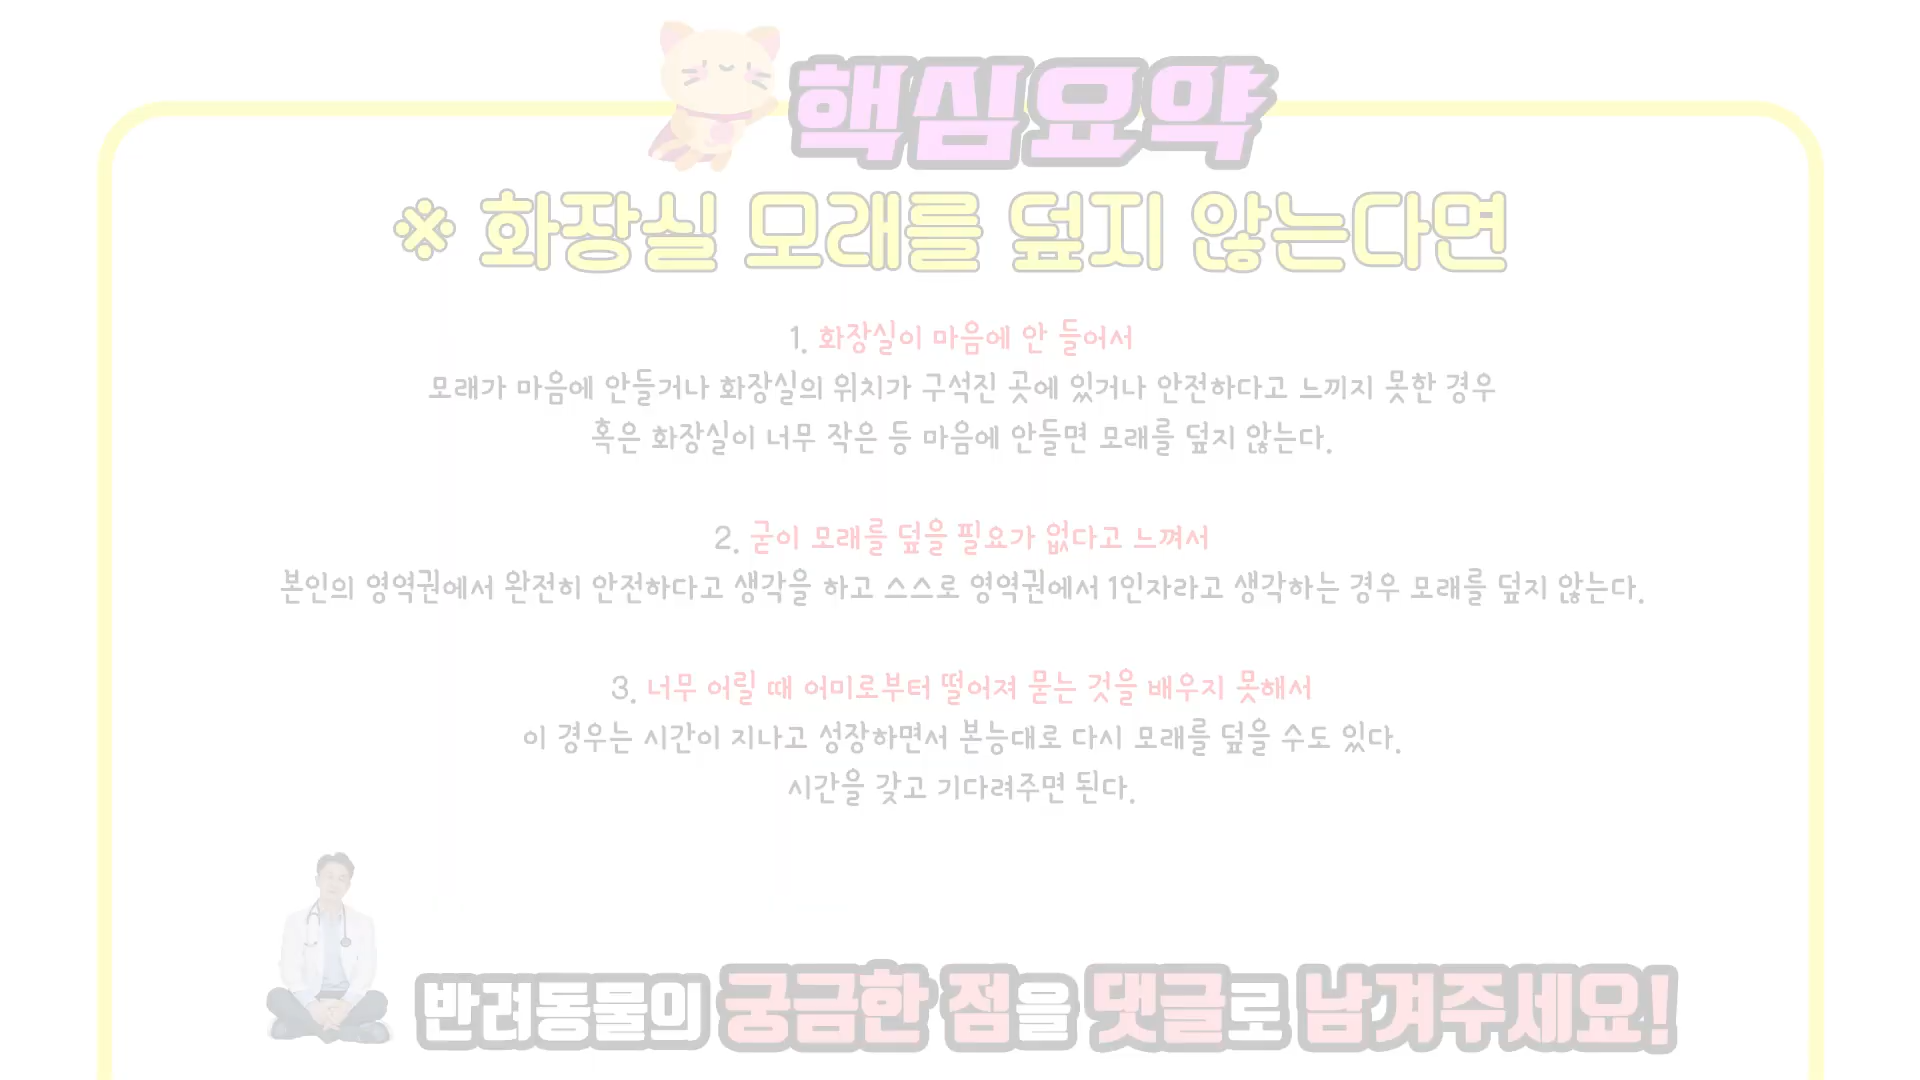 핵심요약
※ 화장실 모래를 덮지 않는다면
1. 화장실이 마음에 안 들어서
모래가 마음에 안들거나 화장실의 위치가 구석진 곳에 있거나 안전하다고 느끼지 못한 경우
혹은 화장실이 너무 작은 등 마음에 안들면 모래를 덮지 않는다.
2. 굳이 모래를 덮을 필요가 없다고 느껴서
본인의 영역권에서 완전히 안전하다고 생각을 하고 스스로 영역권에서 1인자라고 생각하는 경우 모래를 덮지 않는다.
3. 너무 어릴 때 어미로부터 떨어져 묻는 것을 배우지 못해서
이 경우는 시간이 지나고 성장하면서 본능대로 다시 모래를 덮을 수도 있다.
시간을 갖고 기다려주면 된다.
반려동물의 궁금한 점을 댓글로 남겨주세요!